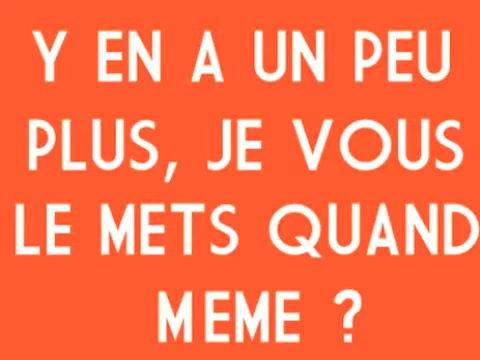 Y EN A UN PEU
PLUS, JE VOUS
LE METS QUAND
MEME ?